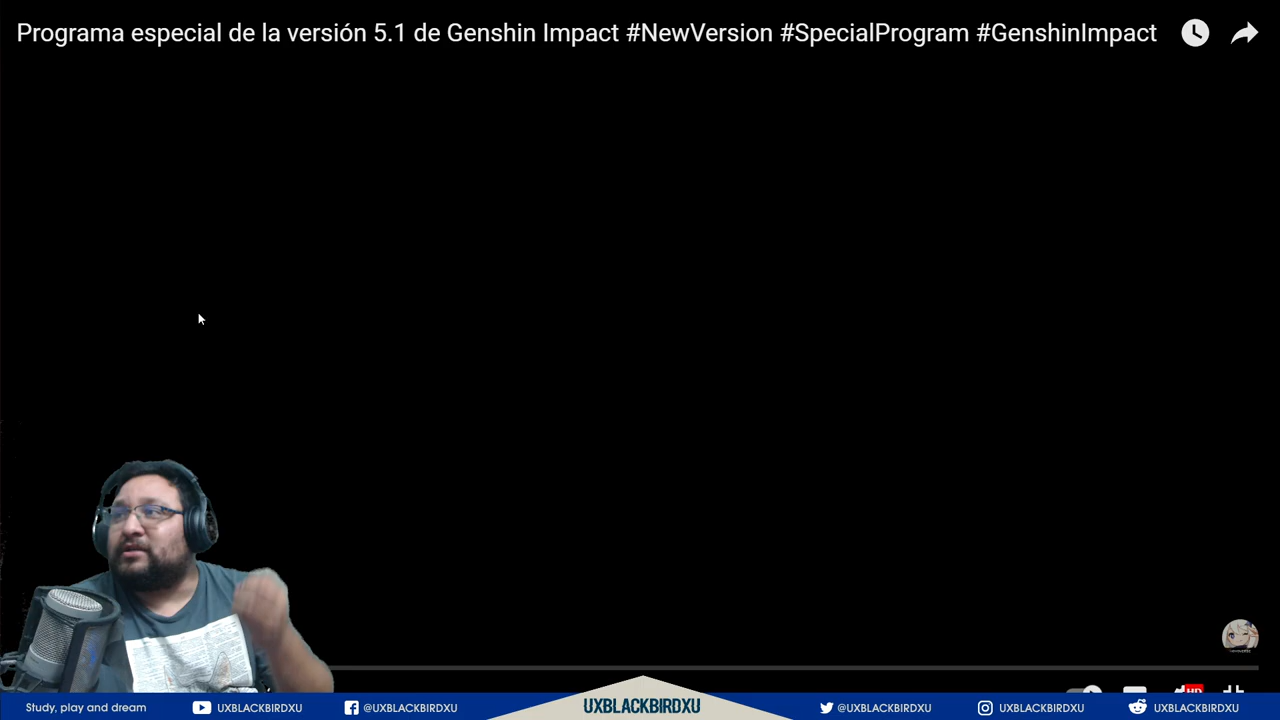 Programa especial de la versión 5.1 de Genshin Impact #NewVersion #SpecialProgram #GenshinImpact
HD
Study, play and dream
UXBLACKBIRDXU
@UXBLACKBIRDXU
UXBLACKBIRDXU
@UXBLACKBIRDXU
UXBLACKBIRDXU
UXBLACKBIRDXU